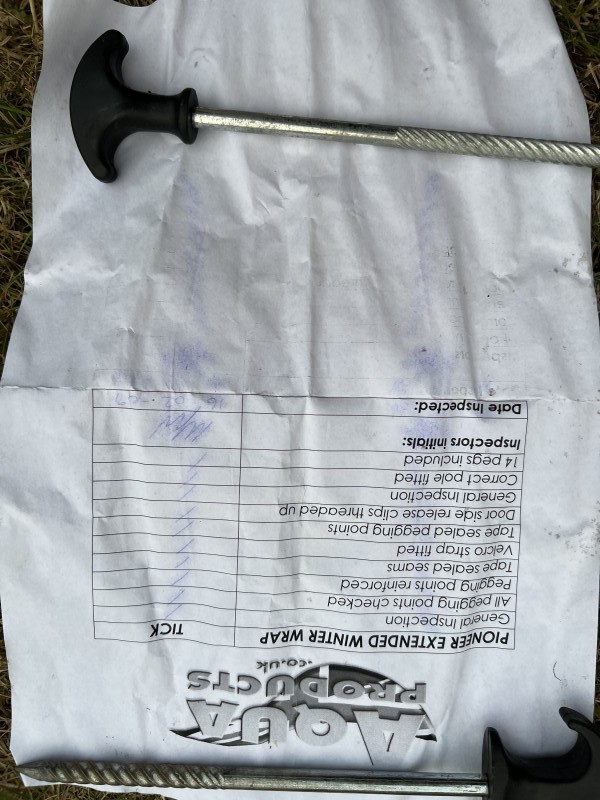 AQUA
PRODUCTS
.co.uk
PIONEER EXTENDED WINTER WRAP TICK
General Inspection
All pegging points checked
Pegging points reinforced
Tape sealed seams
Velcro strap fitted
Tape sealed pegging points
Door side release clips threaded up
General Inspection
Correct pole fitted
14 pegs included
Inspectors initials:
Date Inspected: